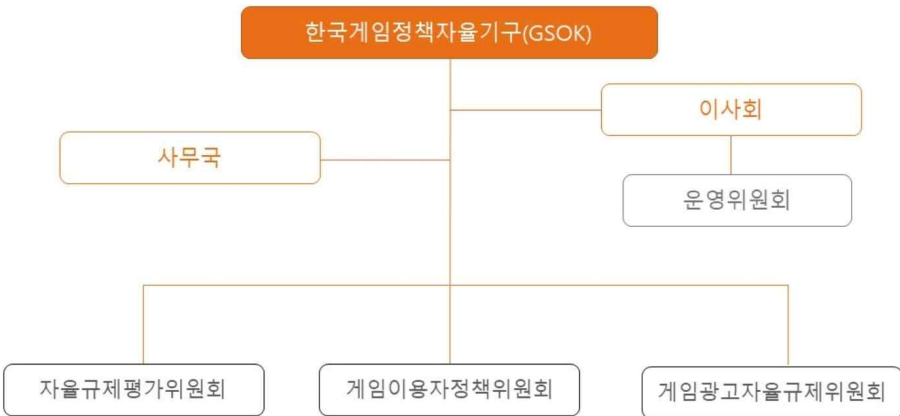 한국게임정책자율기구(GSOK)
이사회
사무국
운영위원회
자율규제평가위원회
게임이용자정책위원회
게임광고자율규제위원회